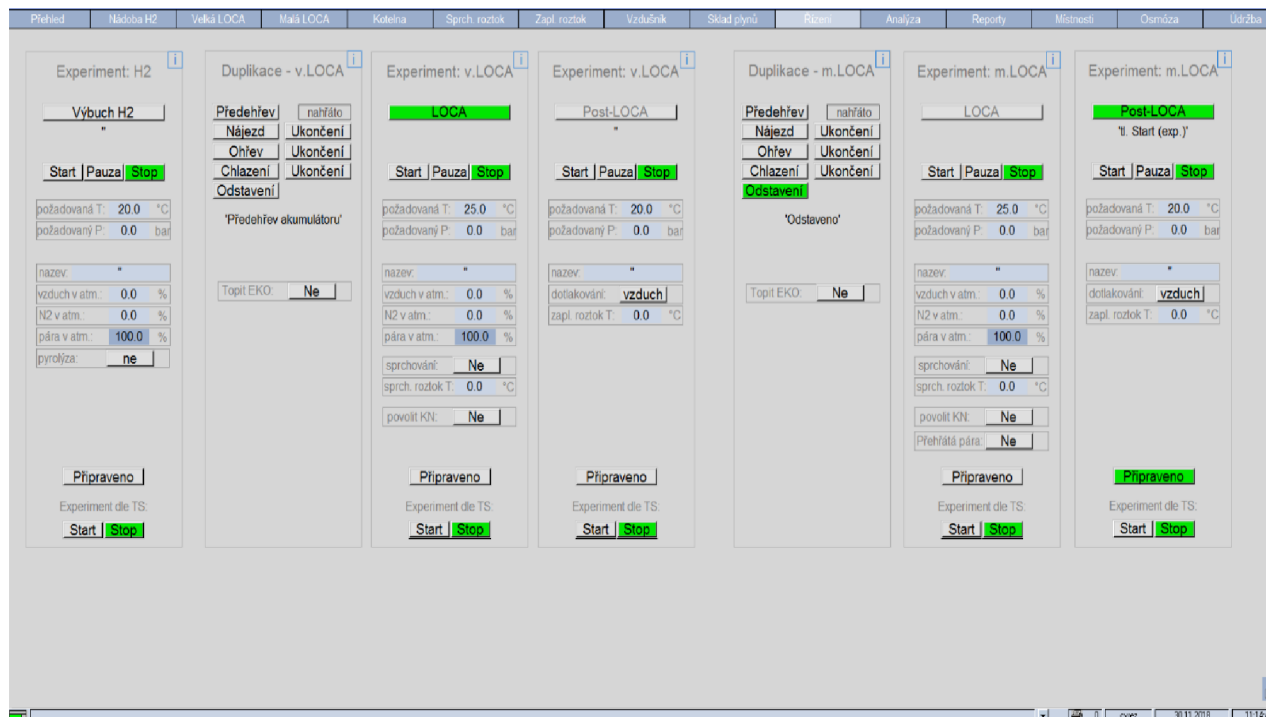 Přehled Nádoba H2 Velká LOCA Malá LOCA Kotelna Sprch. roztok Zapl. roztok Vzdušník Sklad plynů Řízení Analýza Reporty Místnosti Osmóza Údržba
Experiment: H2
i
Výbuch H2
"
Start Pauza Stop
požadovaná T: 20.0 °C
požadovaný P: 0.0 bar
nazev: "
vzduch v atm.: 0.0 %
N2 v atm.: 0.0 %
pára v atm.: 100.0 %
pyrolýza: ne
Připraveno
Experiment dle TS:
Start Stop
Duplikace - v.LOCA
i
Předehřev nahřáto
Nájezd Ukončení
Ohřev Ukončení
Chlazení Ukončení
Odstavení
'Předehřev akumulátoru'
Topit EKO: Ne
Experiment: v.LOCA
i
LOCA
Start Pauza Stop
požadovaná T: 25.0 °C
požadovaný P: 0.0 bar
nazev: "
vzduch v atm.: 0.0 %
N2 v atm.: 0.0 %
pára v atm.: 100.0 %
sprchování: Ne
sprch. roztok T: 0.0 °C
povolit KN: Ne
Připraveno
Experiment dle TS:
Start Stop
Experiment: v.LOCA
i
Post-LOCA
"
Start Pauza Stop
požadovaná T: 20.0 °C
požadovaný P: 0.0 bar
nazev: "
dotlakování: vzduch
zapl. roztok T: 0.0 °C
Připraveno
Experiment dle TS:
Start Stop
Duplikace - m.LOCA
i
Předehřev nahřáto
Nájezd Ukončení
Ohřev Ukončení
Chlazení Ukončení
Odstavení
'Odstaveno'
Topit EKO: Ne
Experiment: m.LOCA
i
LOCA
Start Pauza Stop
požadovaná T: 25.0 °C
požadovaný P: 0.0 bar
nazev: "
vzduch v atm.: 0.0 %
N2 v atm.: 0.0 %
pára v atm.: 100.0 %
sprchování: Ne
sprch. roztok T: 0.0 °C
povolit KN: Ne
Přehřátá pára: Ne
Připraveno
Experiment dle TS:
Start Stop
Experiment: m.LOCA
i
Post-LOCA
'tl. Start (exp.)'
Start Pauza Stop
požadovaná T: 20.0 °C
požadovaný P: 0.0 bar
nazev: "
dotlakování: vzduch
zapl. roztok T: 0.0 °C
Připraveno
Experiment dle TS:
Start Stop
0 30.11.2018